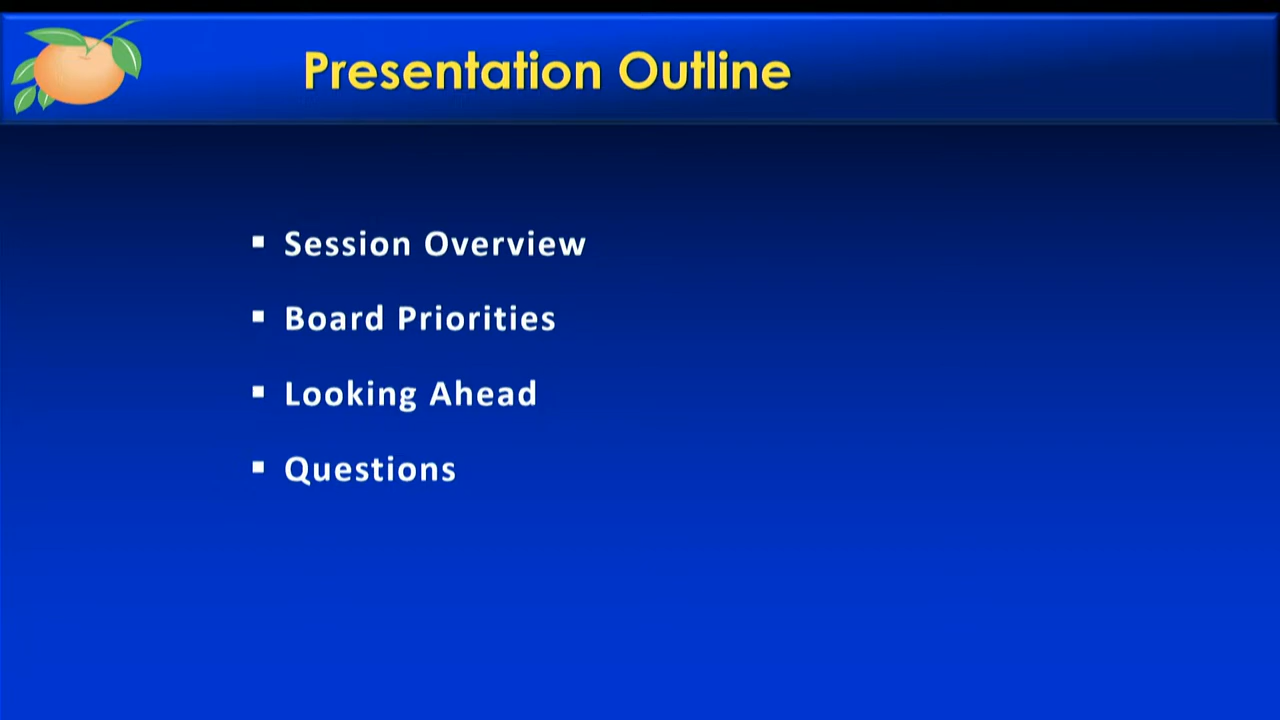 Presentation Outline
▪ Session Overview
▪ Board Priorities
▪ Looking Ahead
▪ Questions